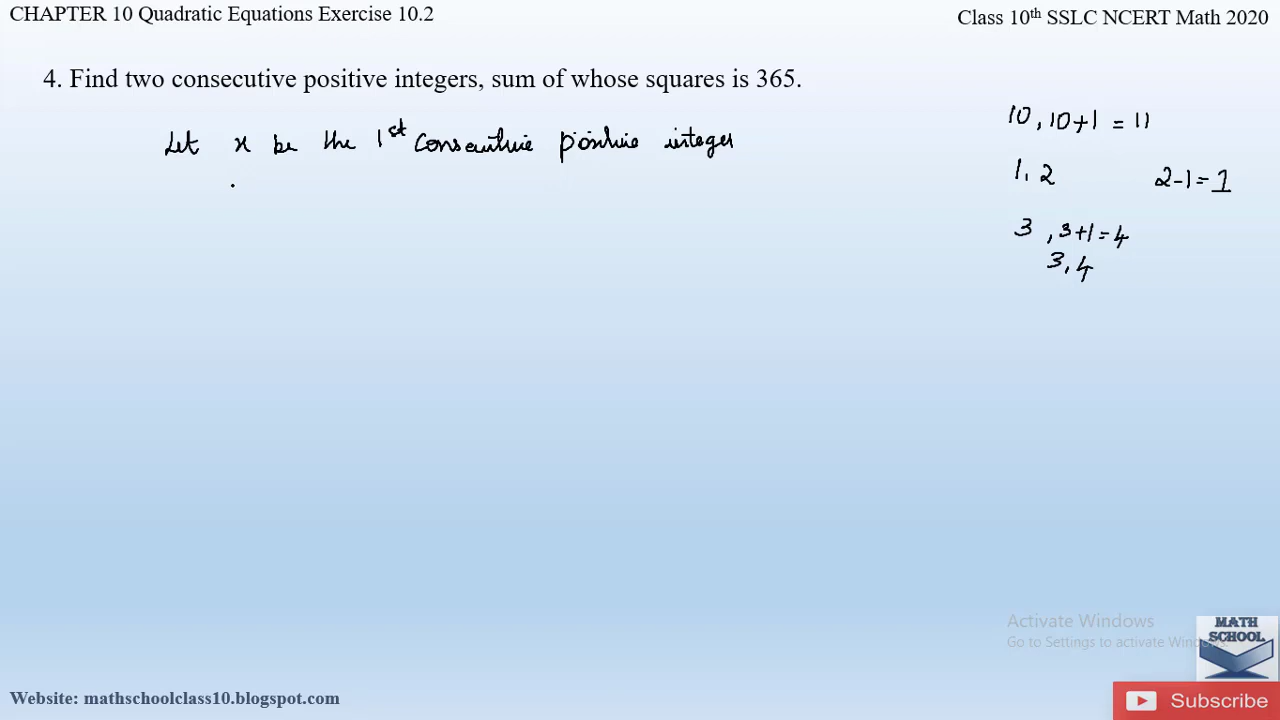 CHAPTER 10 Quadratic Equations Exercise 10.2
Class 10th SSLC NCERT Math 2020
4. Find two consecutive positive integers, sum of whose squares is 365.
Let x be the 1st consecutive positive integer
10, 10+1 = 11
1, 2
2-1=1
3, 3+1=4
3, 4
Activate Windows
Go to Settings to activate Windows.
MATH
SCHOOL
Website: mathschoolclass10.blogspot.com
Subscribe